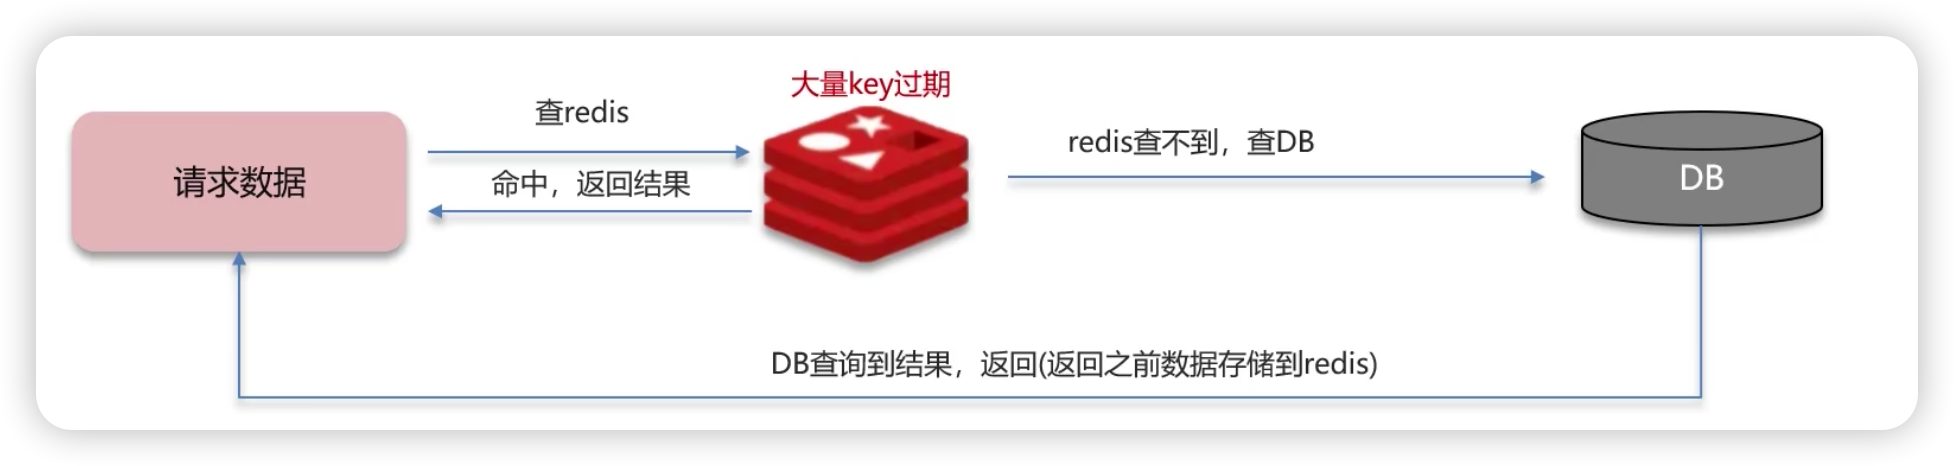 大量key过期
查redis
请求数据
命中，返回结果
redis查不到，查DB
DB
DB查询到结果，返回(返回之前数据存储到redis)